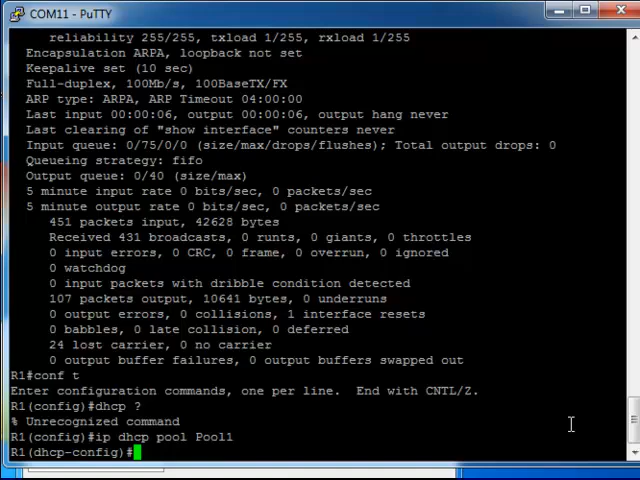 COM11 - PuTTY
reliability 255/255, txload 1/255, rxload 1/255
Encapsulation ARPA, loopback not set
Keepalive set (10 sec)
Full-duplex, 100Mb/s, 100BaseTX/FX
ARP type: ARPA, ARP Timeout 04:00:00
Last input 00:00:06, output 00:00:06, output hang never
Last clearing of "show interface" counters never
Input queue: 0/75/0/0 (size/max/drops/flushes); Total output drops: 0
Queueing strategy: fifo
Output queue: 0/40 (size/max)
5 minute input rate 0 bits/sec, 0 packets/sec
5 minute output rate 0 bits/sec, 0 packets/sec
451 packets input, 42628 bytes
Received 431 broadcasts, 0 runts, 0 giants, 0 throttles
0 input errors, 0 CRC, 0 frame, 0 overrun, 0 ignored
0 watchdog
0 input packets with dribble condition detected
107 packets output, 10641 bytes, 0 underruns
0 output errors, 0 collisions, 1 interface resets
0 babbles, 0 late collision, 0 deferred
24 lost carrier, 0 no carrier
0 output buffer failures, 0 output buffers swapped out
R1#conf t
Enter configuration commands, one per line.  End with CNTL/Z.
R1(config)#dhcp ?
% Unrecognized command
R1(config)#ip dhcp pool Pool1
R1(dhcp-config)#